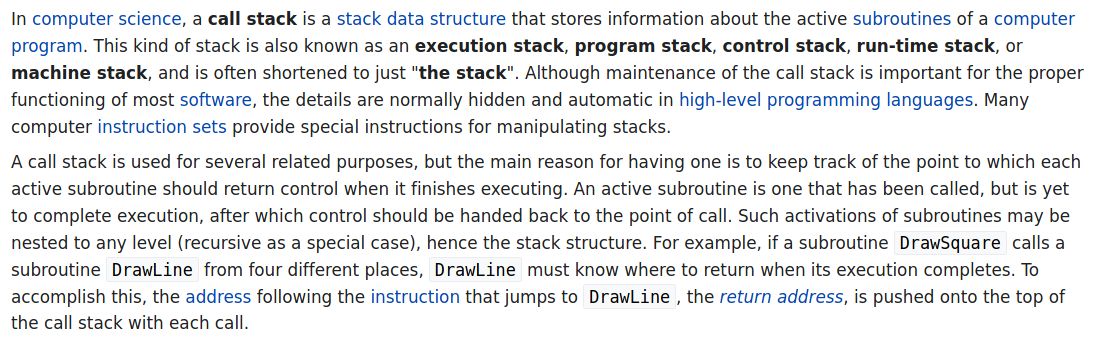 In computer science, a call stack is a stack data structure that stores information about the active subroutines of a computer
program. This kind of stack is also known as an execution stack, program stack, control stack, run-time stack, or
machine stack, and is often shortened to just "the stack". Although maintenance of the call stack is important for the proper
functioning of most software, the details are normally hidden and automatic in high-level programming languages. Many
computer instruction sets provide special instructions for manipulating stacks.
A call stack is used for several related purposes, but the main reason for having one is to keep track of the point to which each
active subroutine should return control when it finishes executing. An active subroutine is one that has been called, but is yet
to complete execution, after which control should be handed back to the point of call. Such activations of subroutines may be
nested to any level (recursive as a special case), hence the stack structure. For example, if a subroutine DrawSquare calls a
subroutine DrawLine from four different places, DrawLine must know where to return when its execution completes. To
accomplish this, the address following the instruction that jumps to DrawLine, the return address, is pushed onto the top of
the call stack with each call.